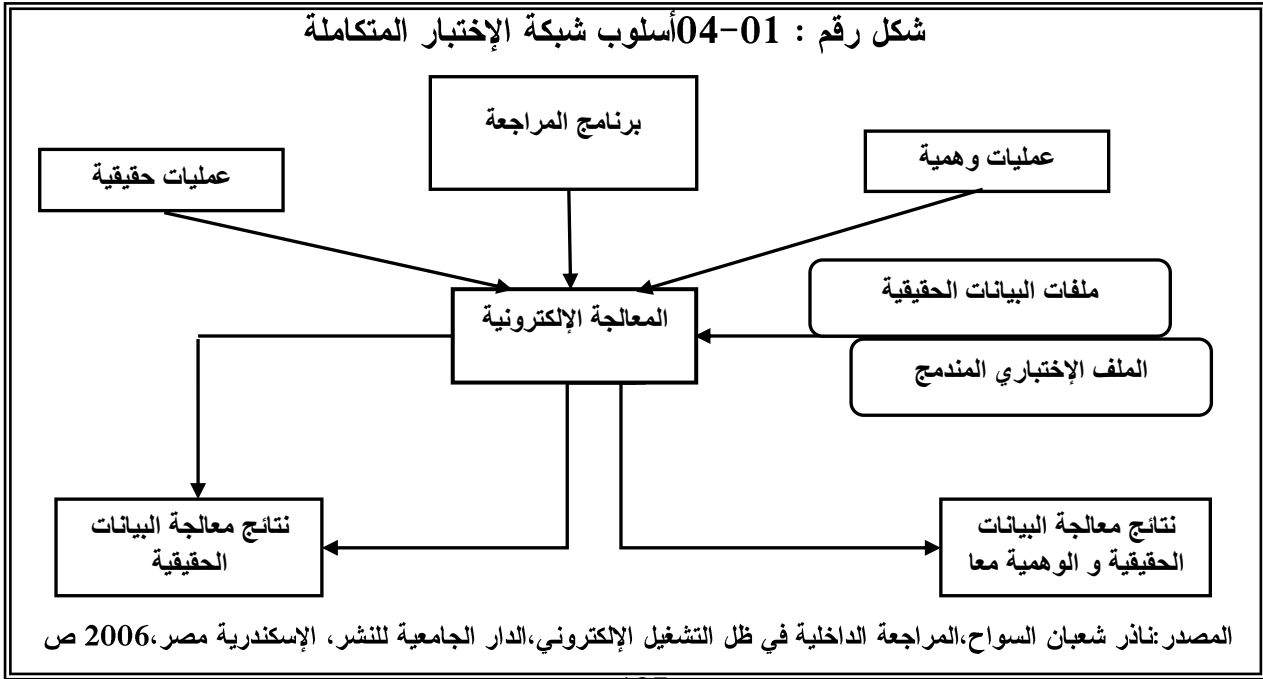 شكل رقم : 01-04أسلوب شبكة الإختبار المتكاملة
برنامج المراجعة
عمليات وهمية
عمليات حقيقية
ملفات البيانات الحقيقية
المعالجة الإلكترونية
الملف الإختباري المندمج
نتائج معالجة البيانات
الحقيقية و الوهمية معا
نتائج معالجة البيانات
الحقيقية
المصدر:ناذر شعبان السواح،المراجعة الداخلية في ظل التشغيل الإلكتروني،الدار الجامعية للنشر، الإسكندرية مصر،2006 ص